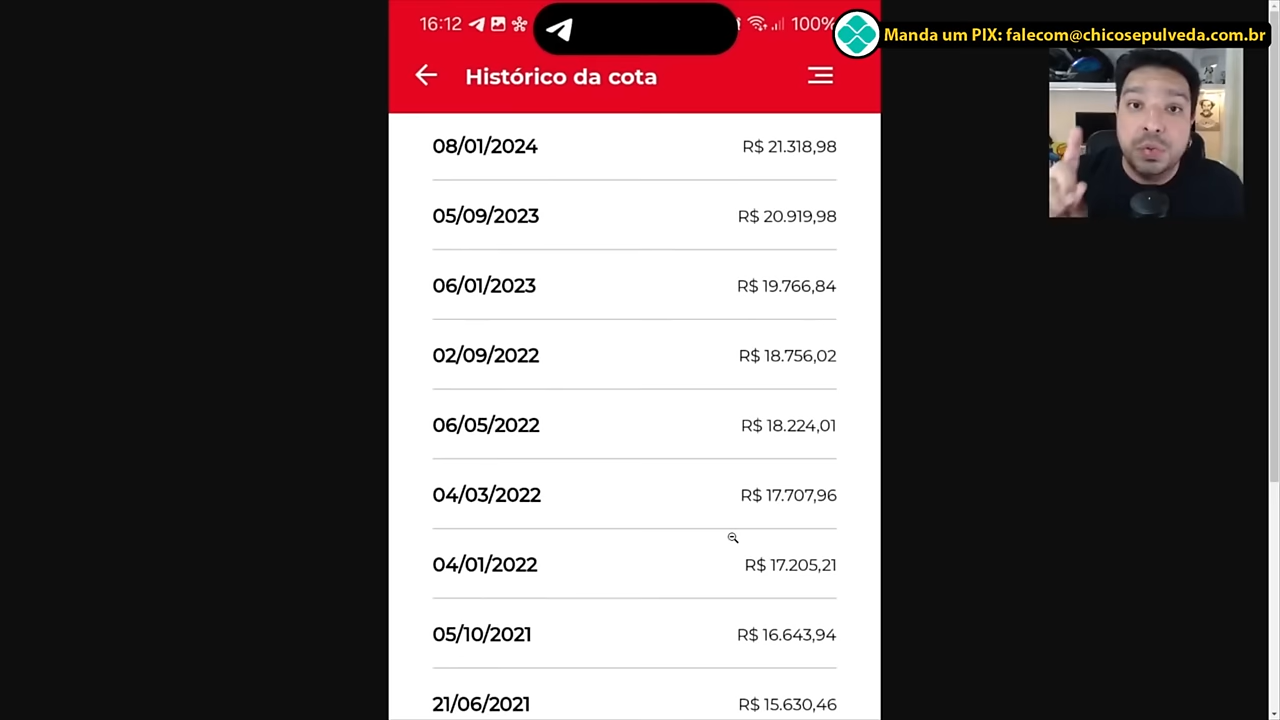 16:12
100%
Manda um PIX: falecom@chicosepulveda.com.br
Histórico da cota
08/01/2024 R$ 21.318,98
05/09/2023 R$ 20.919,98
06/01/2023 R$ 19.766,84
02/09/2022 R$ 18.756,02
06/05/2022 R$ 18.224,01
04/03/2022 R$ 17.707,96
04/01/2022 R$ 17.205,21
05/10/2021 R$ 16.643,94
21/06/2021 R$ 15.630,46